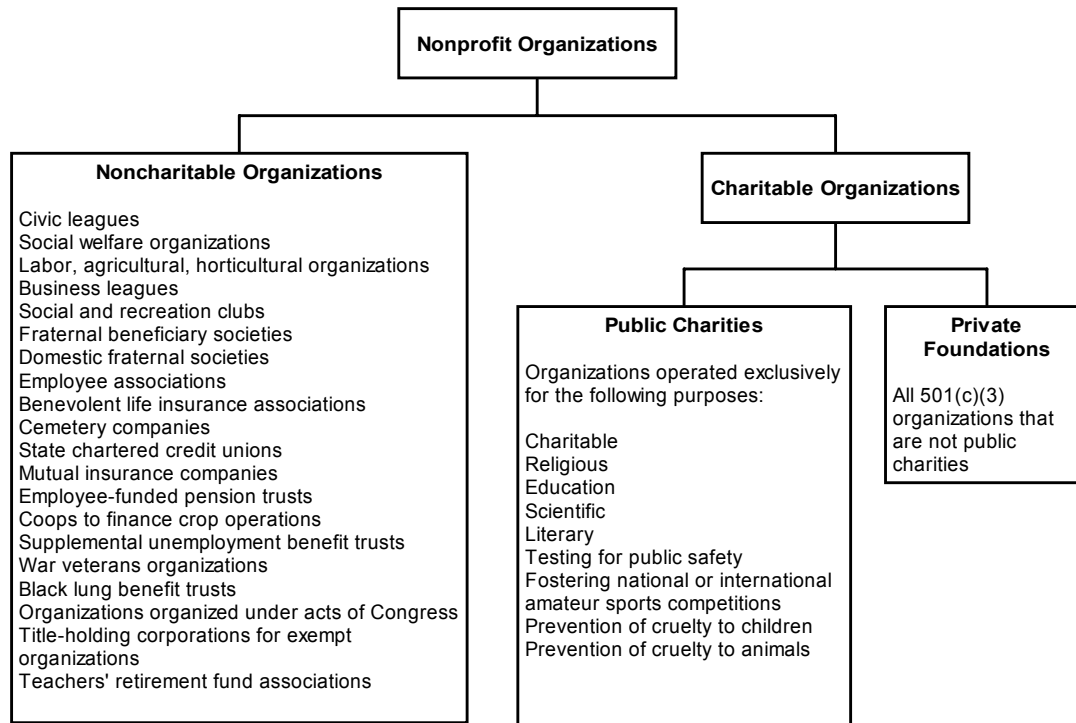 Nonprofit Organizations
Noncharitable Organizations
Civic leagues
Social welfare organizations
Labor, agricultural, horticultural organizations
Business leagues
Social and recreation clubs
Fraternal beneficiary societies
Domestic fraternal societies
Employee associations
Benevolent life insurance associations
Cemetery companies
State chartered credit unions
Mutual insurance companies
Employee-funded pension trusts
Coops to finance crop operations
Supplemental unemployment benefit trusts
War veterans organizations
Black lung benefit trusts
Organizations organized under acts of Congress
Title-holding corporations for exempt
organizations
Teachers' retirement fund associations
Charitable Organizations
Public Charities
Organizations operated exclusively
for the following purposes:
Charitable
Religious
Education
Scientific
Literary
Testing for public safety
Fostering national or international
amateur sports competitions
Prevention of cruelty to children
Prevention of cruelty to animals
Private
Foundations
All 501(c)(3)
organizations that
are not public
charities